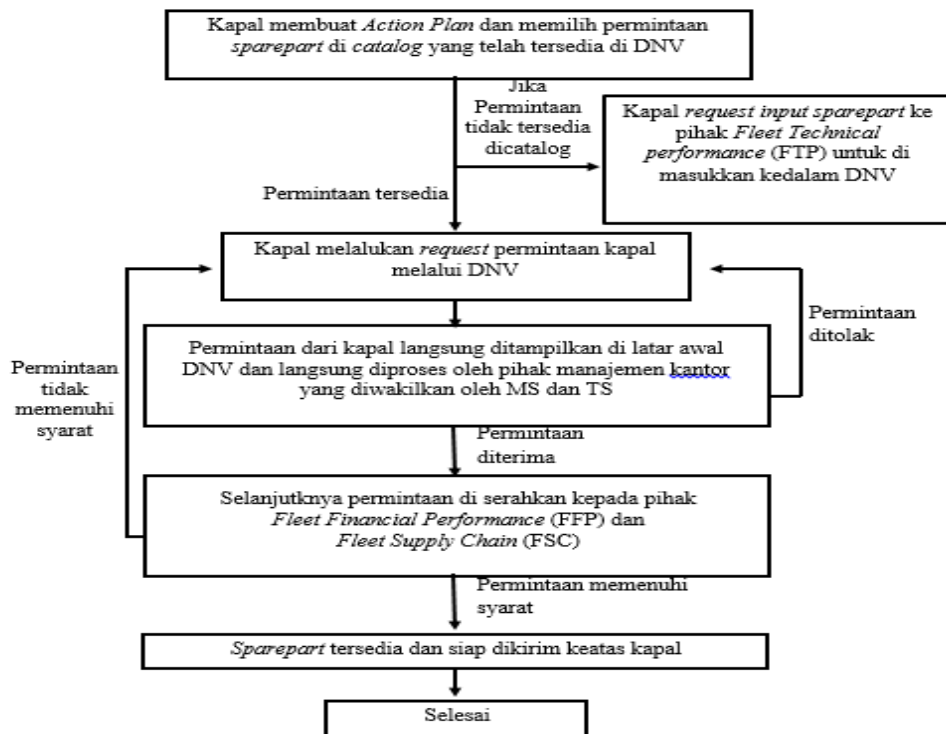 Kapal membuat Action Plan dan memilih permintaan
sparepart di catalog yang telah tersedia di DNV
Jika
Permintaan
tidak tersedia
dicatalog
Kapal request input sparepart ke
pihak Fleet Technical
performance (FTP) untuk di
masukkan kedalam DNV
Permintaan tersedia
Kapal melalukan request permintaan kapal
melalui DNV
Permintaan
ditolak
Permintaan
tidak
memenuhi
syarat
Permintaan dari kapal langsung ditampilkan di latar awal
DNV dan langsung diproses oleh pihak manajemen kantor
yang diwakilkan oleh MS dan TS
Permintaan
diterima
Selanjutknya permintaan di serahkan kepada pihak
Fleet Financial Performance (FFP) dan
Fleet Supply Chain (FSC)
Permintaan memenuhi
syarat
Sparepart tersedia dan siap dikirim keatas kapal
Selesai